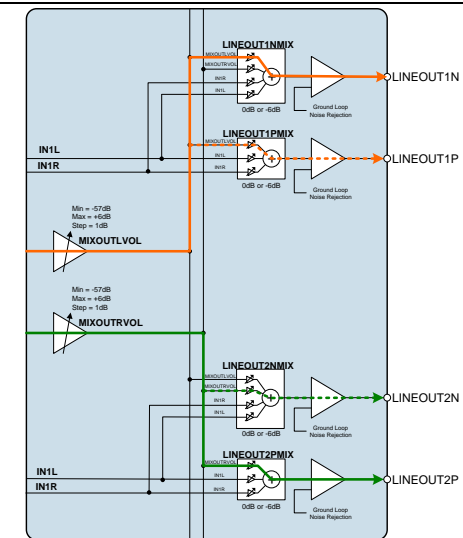 LINEOUT1NMIX
MIXOUTLVOL
MIXOUTRVOL
IN1R
IN1L
0dB or -6dB
Ground Loop
Noise Rejection
LINEOUT1N
LINEOUT1PMIX
MIXOUTLVOL
IN1L
IN1R
0dB or -6dB
Ground Loop
Noise Rejection
LINEOUT1P
IN1L
IN1R
Min = -57dB
Max = +6dB
Step = 1dB
MIXOUTLVOL
Min = -57dB
Max = +6dB
Step = 1dB
MIXOUTRVOL
LINEOUT2NMIX
MIXOUTLVOL
MIXOUTRVOL
IN1R
IN1L
0dB or -6dB
Ground Loop
Noise Rejection
LINEOUT2N
LINEOUT2PMIX
MIXOUTRVOL
IN1L
IN1R
0dB or -6dB
Ground Loop
Noise Rejection
LINEOUT2P
IN1L
IN1R